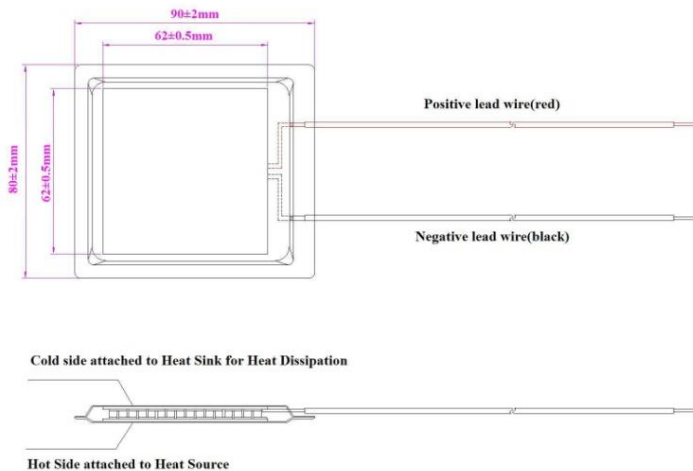 90±2mm
62±0.5mm
80±2mm
62±0.5mm
Positive lead wire(red)
Negative lead wire(black)
Cold side attached to Heat Sink for Heat Dissipation
Hot Side attached to Heat Source